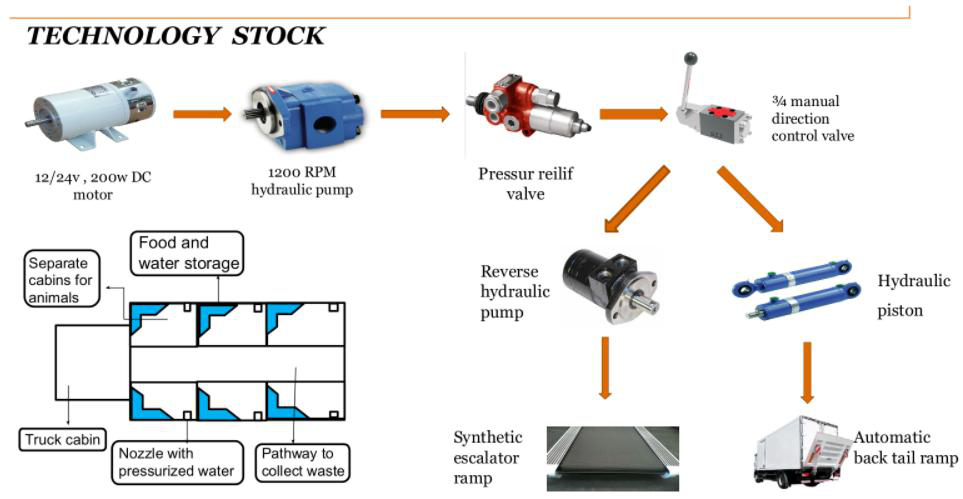 TECHNOLOGY STOCK
12/24v , 200w DC
motor
1200 RPM
hydraulic pump
Pressur reilif
valve
¾ manual
direction
control valve
Reverse
hydraulic
pump
Hydraulic
piston
Synthetic
escalator
ramp
Automatic
back tail ramp
Food and
water storage
Separate
cabins for
animals
Truck cabin
Nozzle with
pressurized water
Pathway to
collect waste